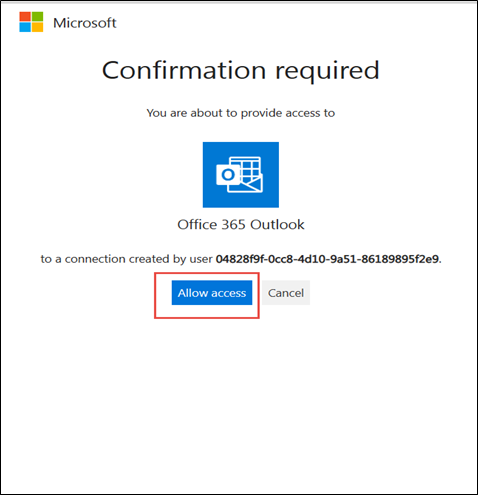 Microsoft
Confirmation required
You are about to provide access to
O
Office 365 Outlook
to a connection created by user 04828f9f-0cc8-4d10-9a51-86189895f2e9.
Allow access Cancel